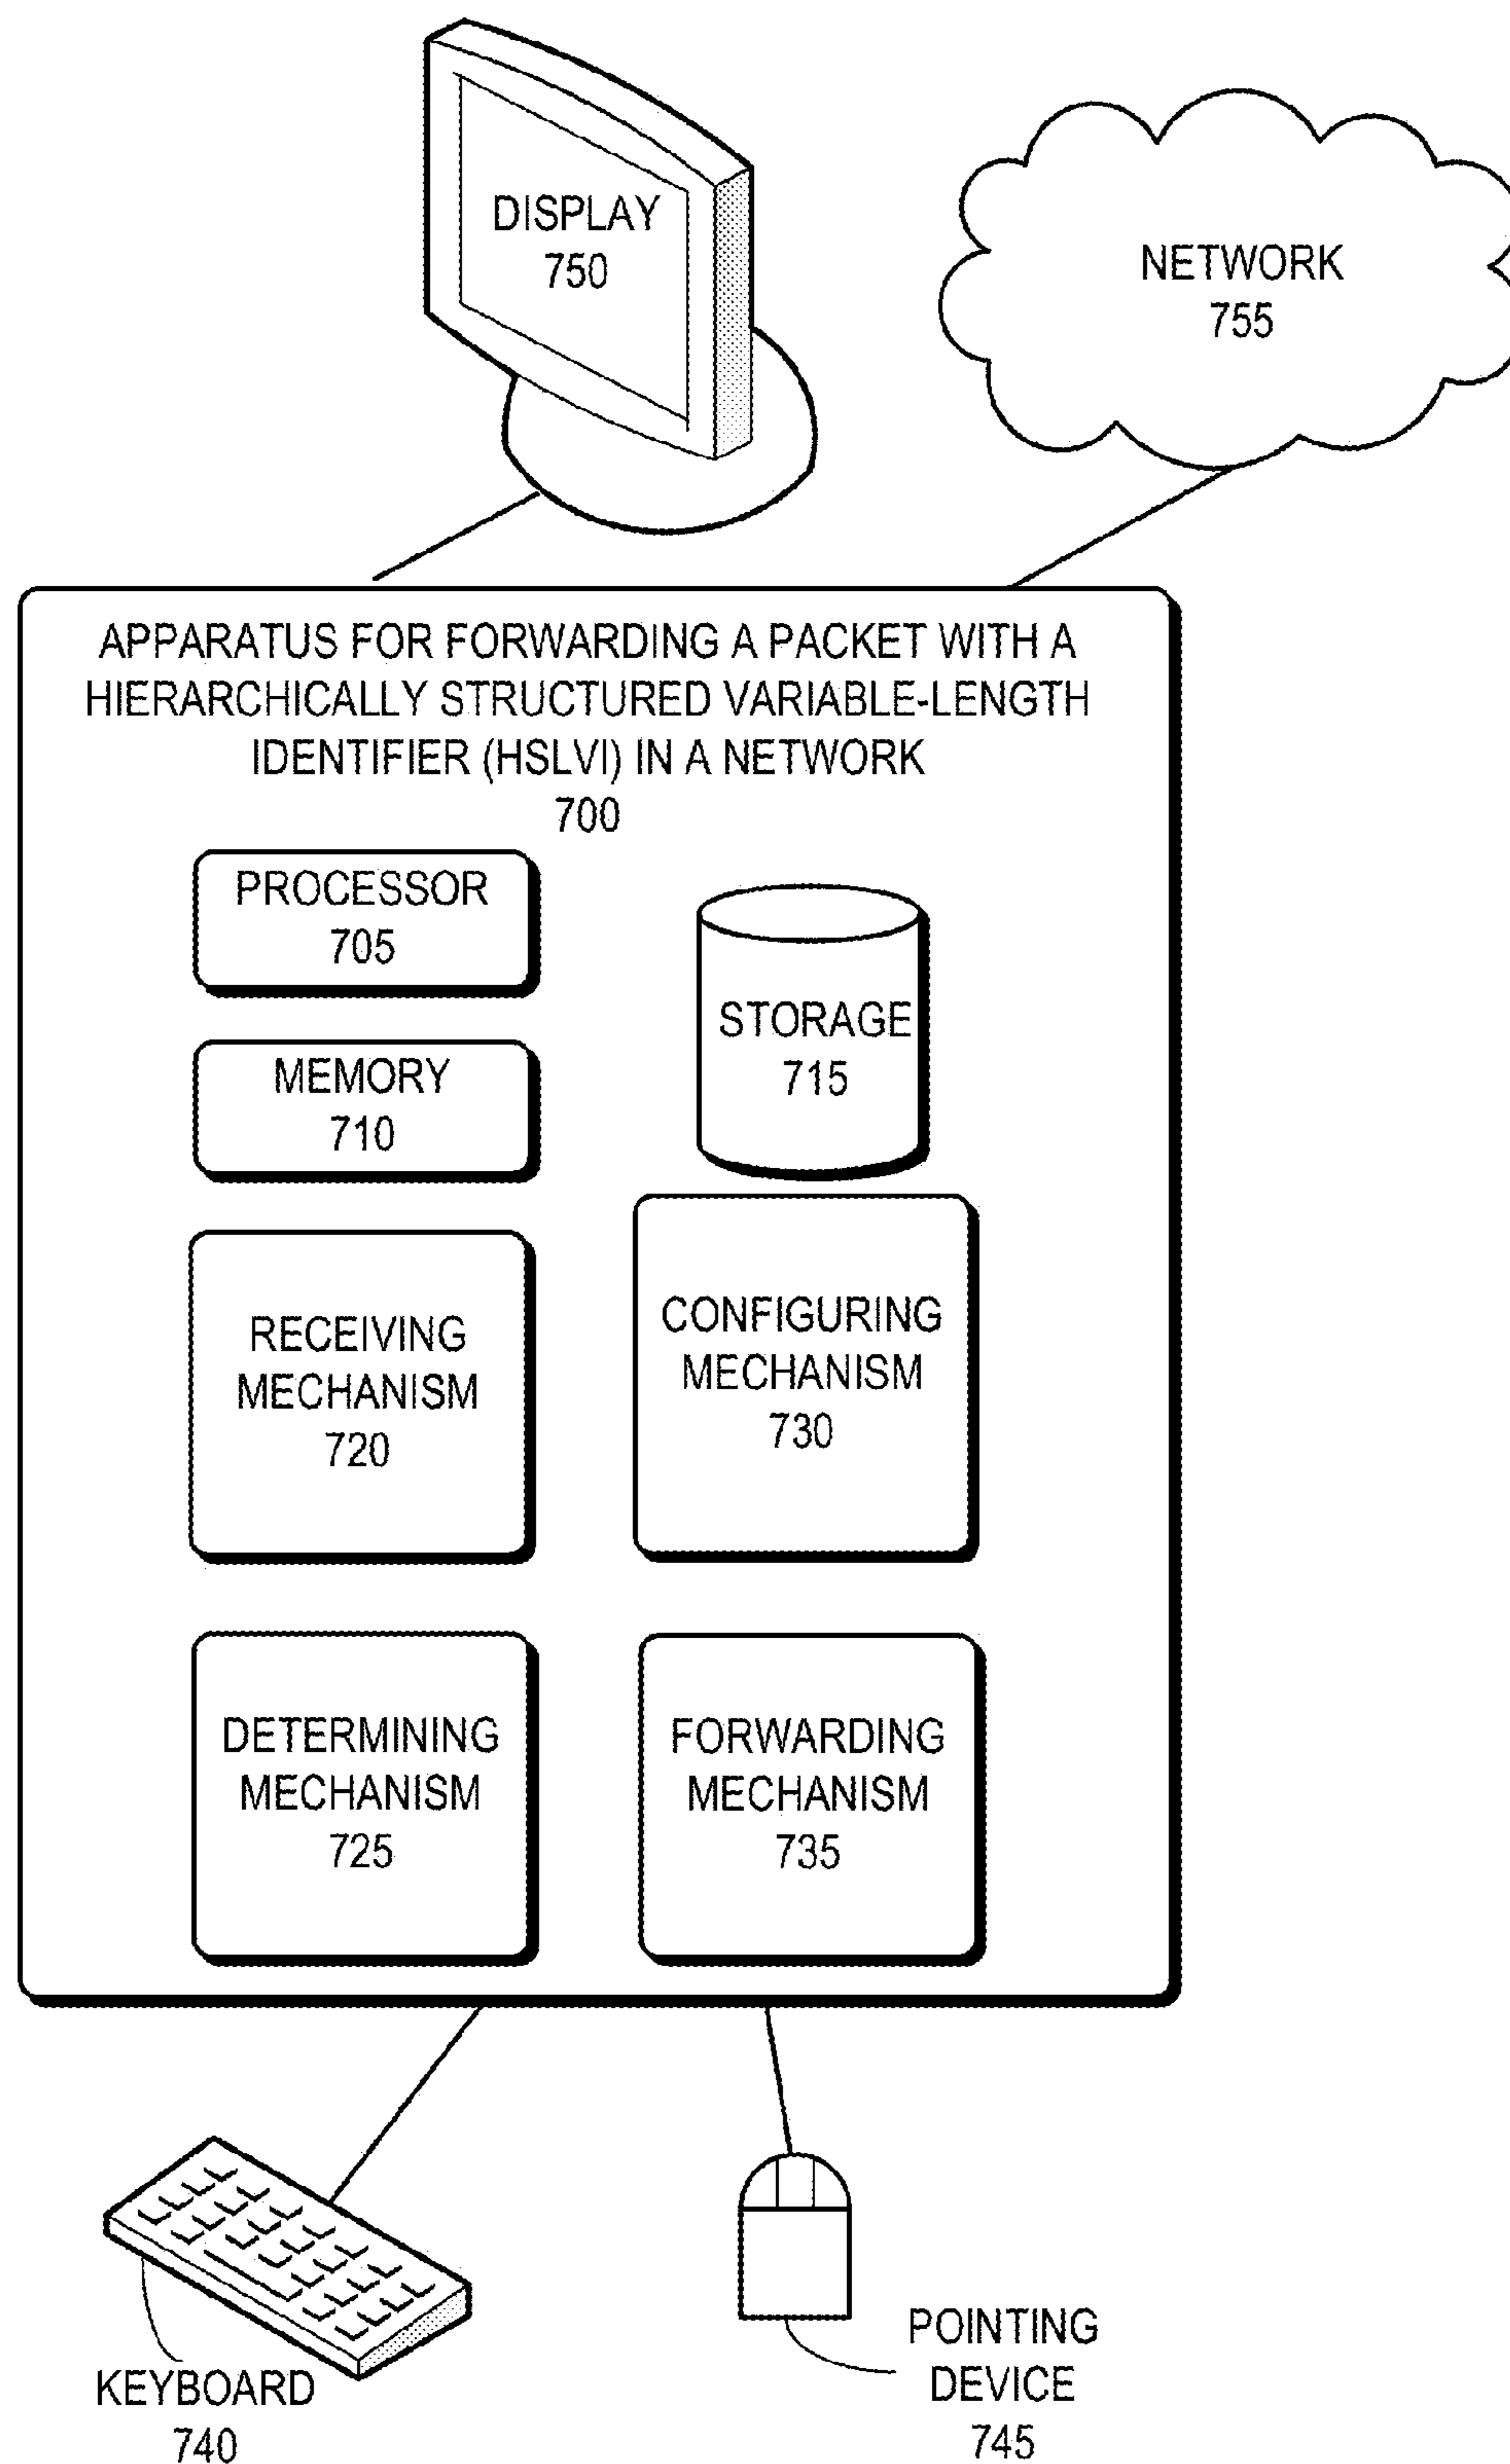 DISPLAY
750
NETWORK
755
APPARATUS FOR FORWARDING A PACKET WITH A
HIERARCHICALLY STRUCTURED VARIABLE-LENGTH
IDENTIFIER (HSLVI) IN A NETWORK
700
PROCESSOR
705
STORAGE
715
MEMORY
710
RECEIVING
MECHANISM
720
CONFIGURING
MECHANISM
730
DETERMINING
MECHANISM
725
FORWARDING
MECHANISM
735
KEYBOARD
740
POINTING
DEVICE
745